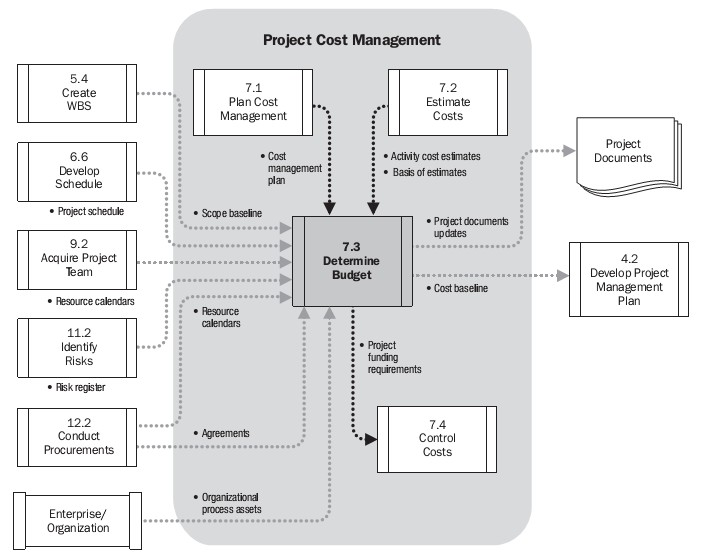 Project Cost Management
5.4
Create
WBS
7.1
Plan Cost
Management
7.2
Estimate
Costs
Project
Documents
6.6
Develop
Schedule
• Cost
management
plan
• Activity cost estimates
• Basis of estimates
• Project schedule
• Scope baseline
• Project documents
updates
9.2
Acquire Project
Team
7.3
Determine
Budget
4.2
Develop Project
Management
Plan
• Resource calendars
• Cost baseline
• Resource
calendars
11.2
Identify
Risks
• Project
funding
requirements
• Risk register
12.2
Conduct
Procurements
• Agreements
7.4
Control
Costs
• Organizational
process assets
Enterprise/
Organization